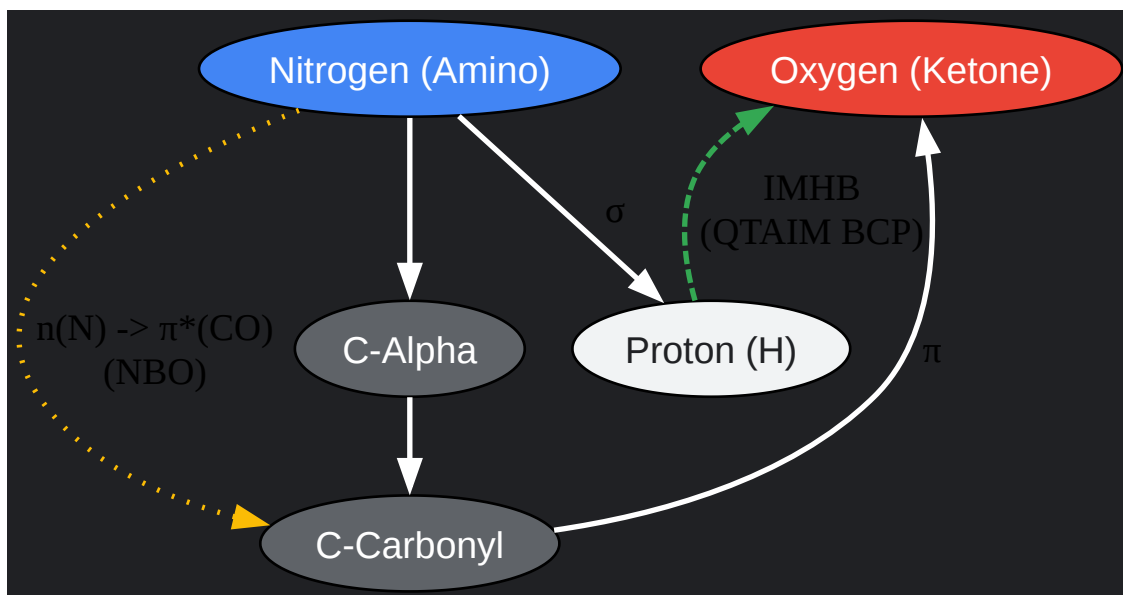 Nitrogen (Amino)
Oxygen (Ketone)
IMHB
(QTAIM BCP)
σ
n(N) -> π*(CO)
(NBO)
C-Alpha
Proton (H)
π
C-Carbonyl